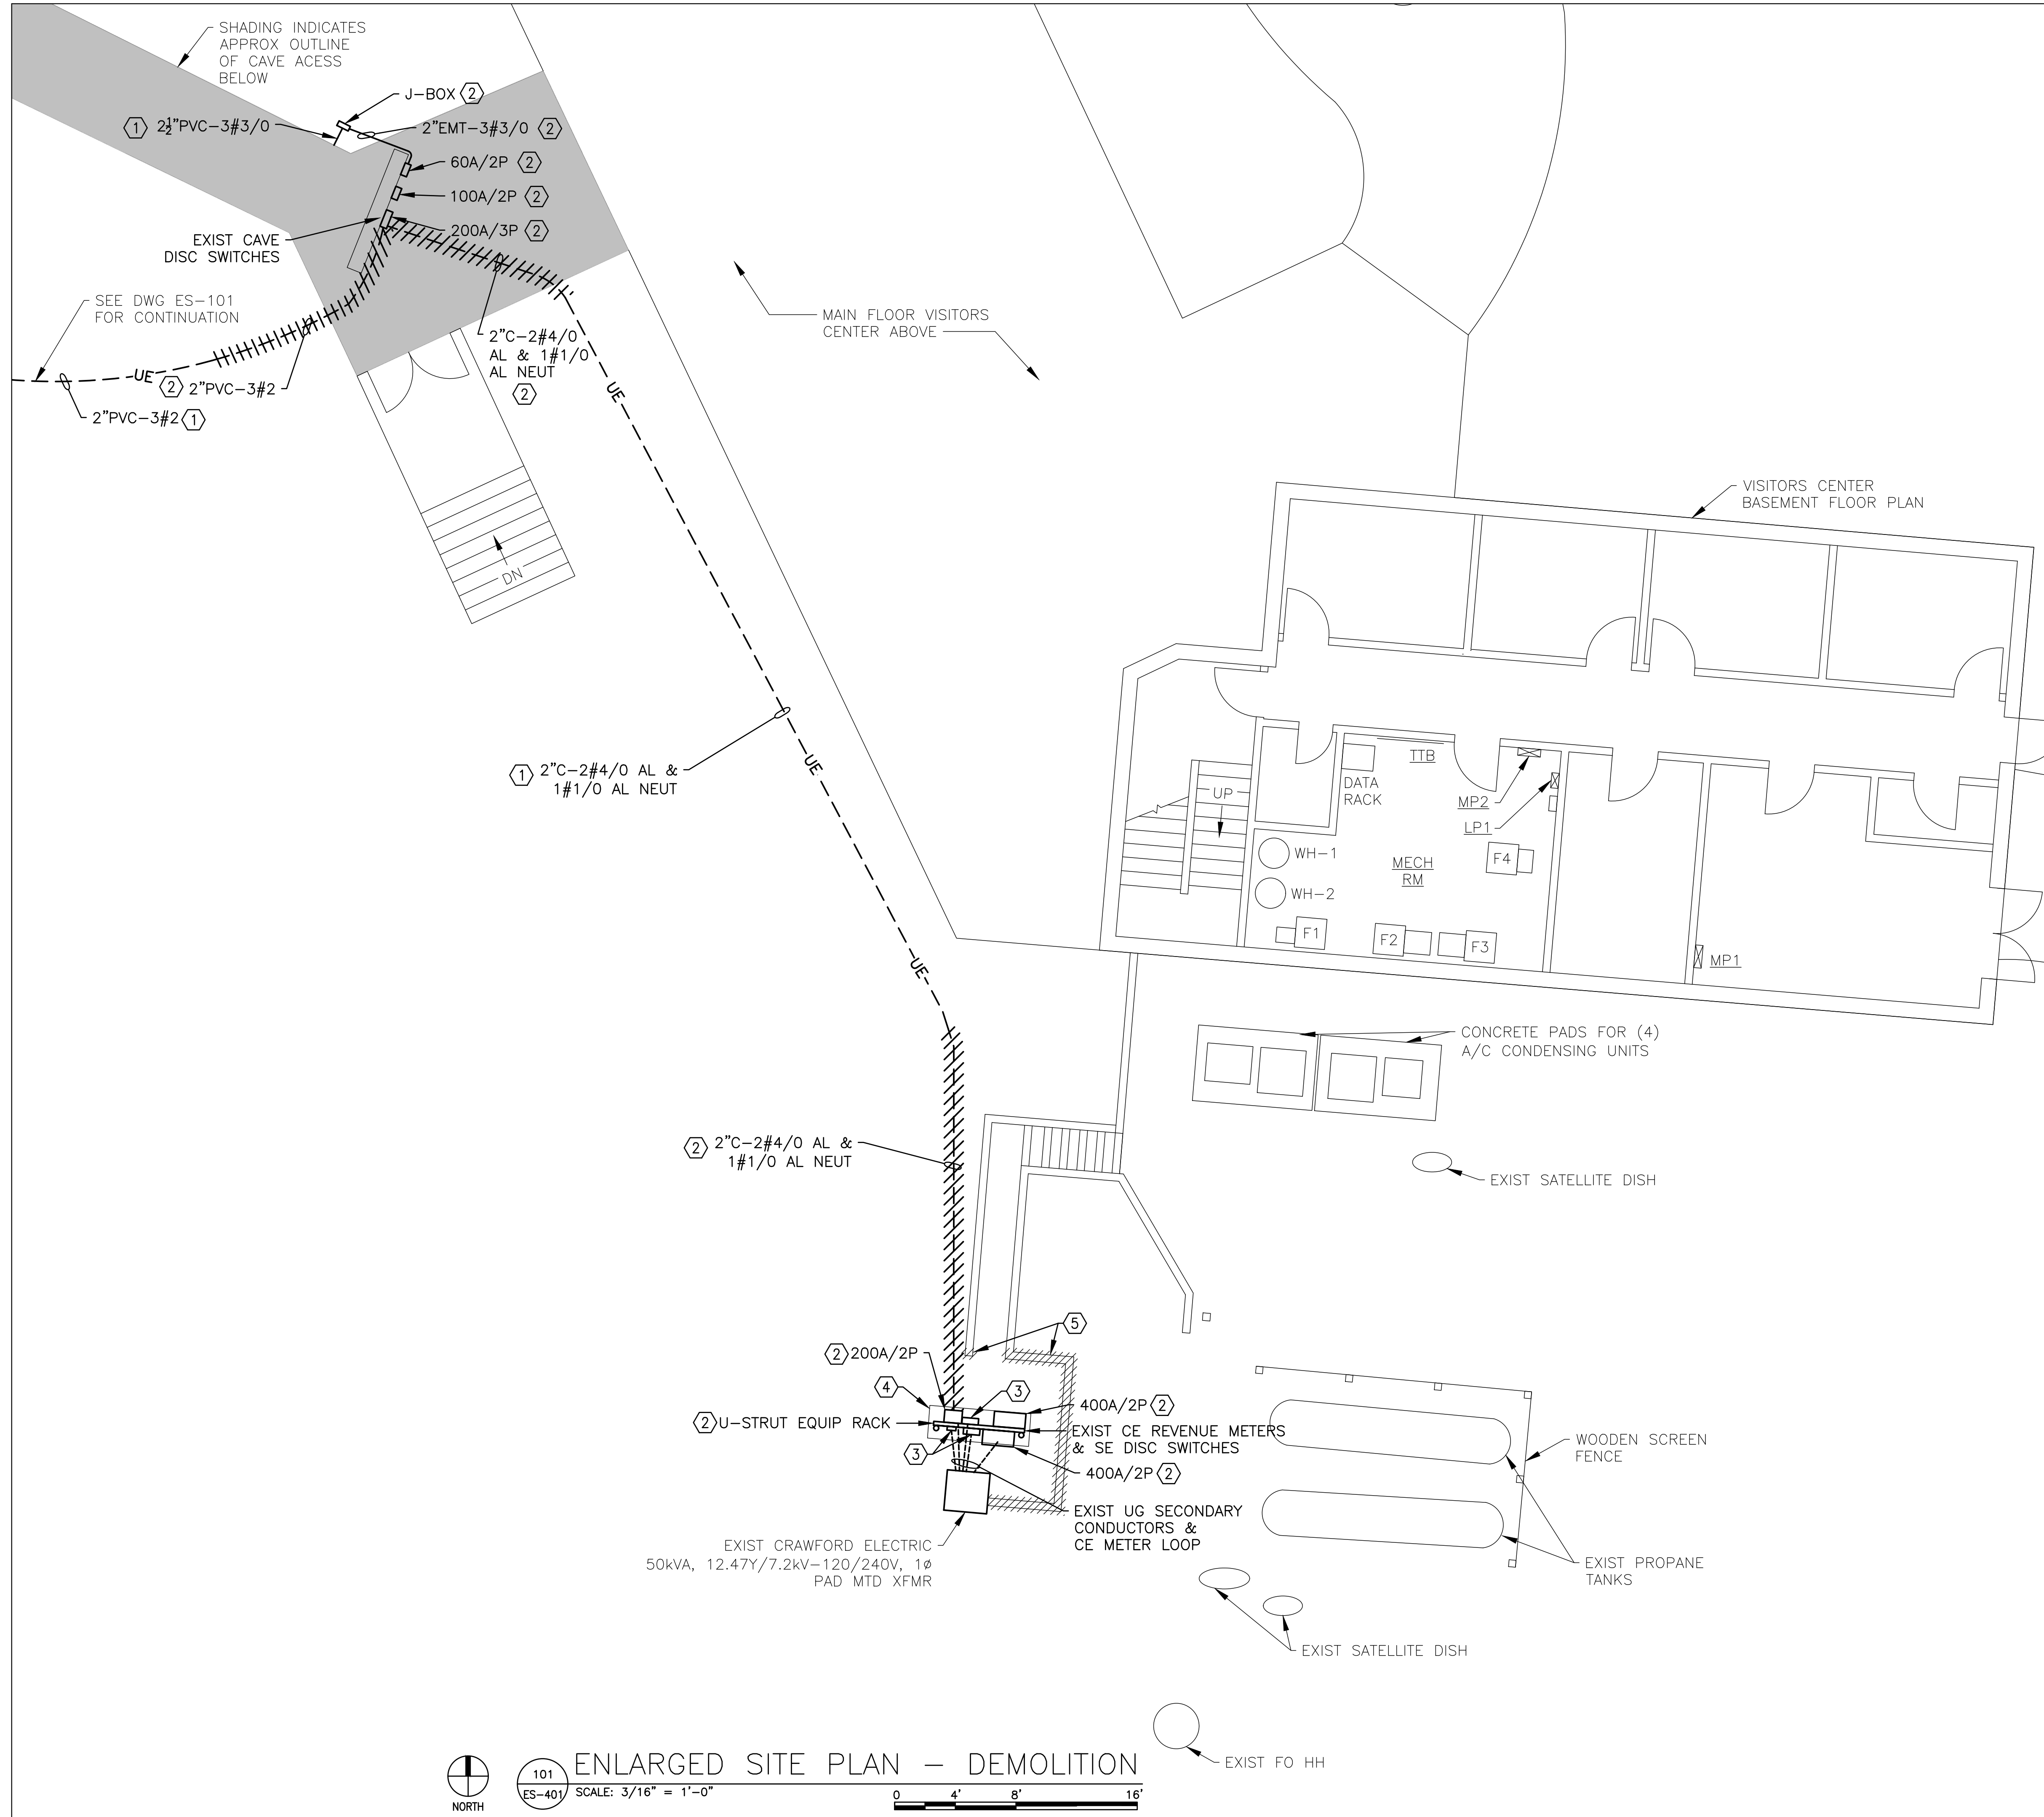 SHADING INDICATES
APPROX OUTLINE
OF CAVE ACESS
BELOW
J-BOX 2
1 2½"PVC-3#3/0
2"EMT-3#3/0 2
60A/2P 2
100A/2P 2
200A/3P 2
EXIST CAVE
DISC SWITCHES
SEE DWG ES-101
FOR CONTINUATION
MAIN FLOOR VISITORS
CENTER ABOVE
2"C-2#4/0
AL & 1#1/0
AL NEUT
2
UE
2 2"PVC-3#2
2"PVC-3#2 1
UE
DN
VISITORS CENTER
BASEMENT FLOOR PLAN
1 2"C-2#4/0 AL &
1#1/0 AL NEUT
UE
UE
TTB
DATA
RACK
MP2
LP1
UP
WH-1
WH-2
MECH
RM
F4
F1
F2
F3
MP1
CONCRETE PADS FOR (4)
A/C CONDENSING UNITS
2 2"C-2#4/0 AL &
1#1/0 AL NEUT
EXIST SATELLITE DISH
5
2 200A/2P
4
3
400A/2P 2
2 U-STRUT EQUIP RACK
EXIST CE REVENUE METERS
& SE DISC SWITCHES
3
400A/2P 2
WOODEN SCREEN
FENCE
EXIST UG SECONDARY
CONDUCTORS &
CE METER LOOP
EXIST CRAWFORD ELECTRIC
50kVA, 12.47Y/7.2kV-120/240V, 1ø
PAD MTD XFMR
EXIST PROPANE
TANKS
EXIST SATELLITE DISH
EXIST FO HH
NORTH
101
ES-401
ENLARGED SITE PLAN - DEMOLITION
SCALE: 3/16" = 1'-0"
0 4' 8' 16'